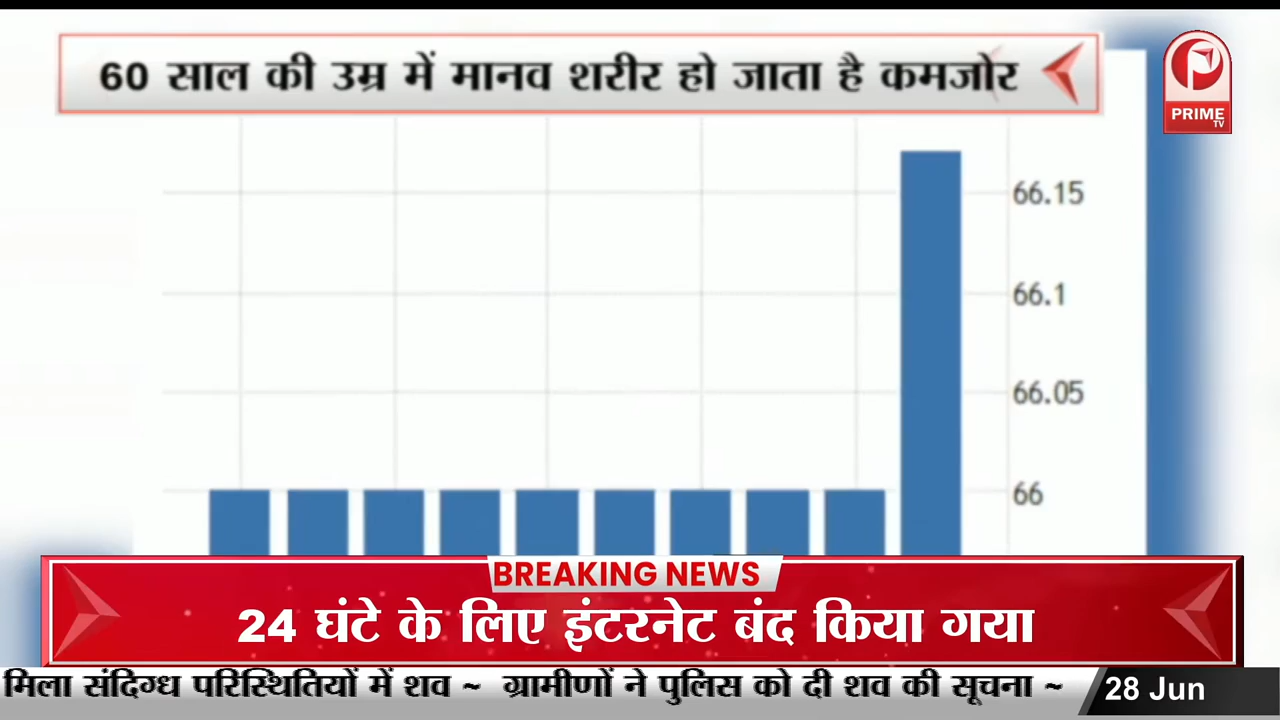 60 साल की उम्र में मानव शरीर हो जाता है कमजोर
PRIME
TV
66.15
66.1
66.05
66
BREAKING NEWS
24 घंटे के लिए इंटरनेट बंद किया गया
मिला संदिग्ध परिस्थितियों में शव ~ ग्रामीणों ने पुलिस को दी शव की सूचना ~
28 Jun